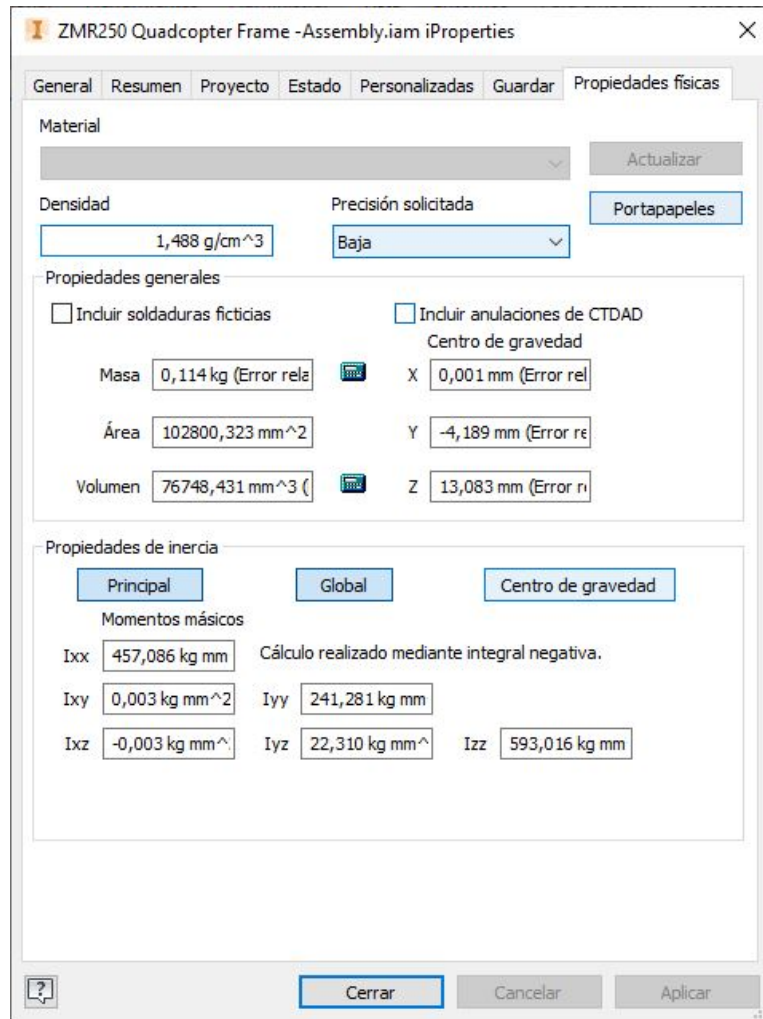 ZMR250 Quadcopter Frame -Assembly.iam iProperties
General Resumen Proyecto Estado Personalizadas Guardar Propiedades físicas
Material
Actualizar
Densidad Precisión solicitada Portapapeles
1,488 g/cm^3 Baja
Propiedades generales
Incluir soldaduras ficticias Incluir anulaciones de CTDAD
Centro de gravedad
Masa 0,114 kg (Error rela X 0,001 mm (Error rel
Área 102800,323 mm^2 Y -4,189 mm (Error re
Volumen 76748,431 mm^3 ( Z 13,083 mm (Error r
Propiedades de inercia
Principal Global Centro de gravedad
Momentos másicos
Ixx 457,086 kg mm Cálculo realizado mediante integral negativa.
Ixy 0,003 kg mm^2 Iyy 241,281 kg mm
Ixz -0,003 kg mm^ Iyz 22,310 kg mm^ Izz 593,016 kg mm
Cerrar Cancelar Aplicar